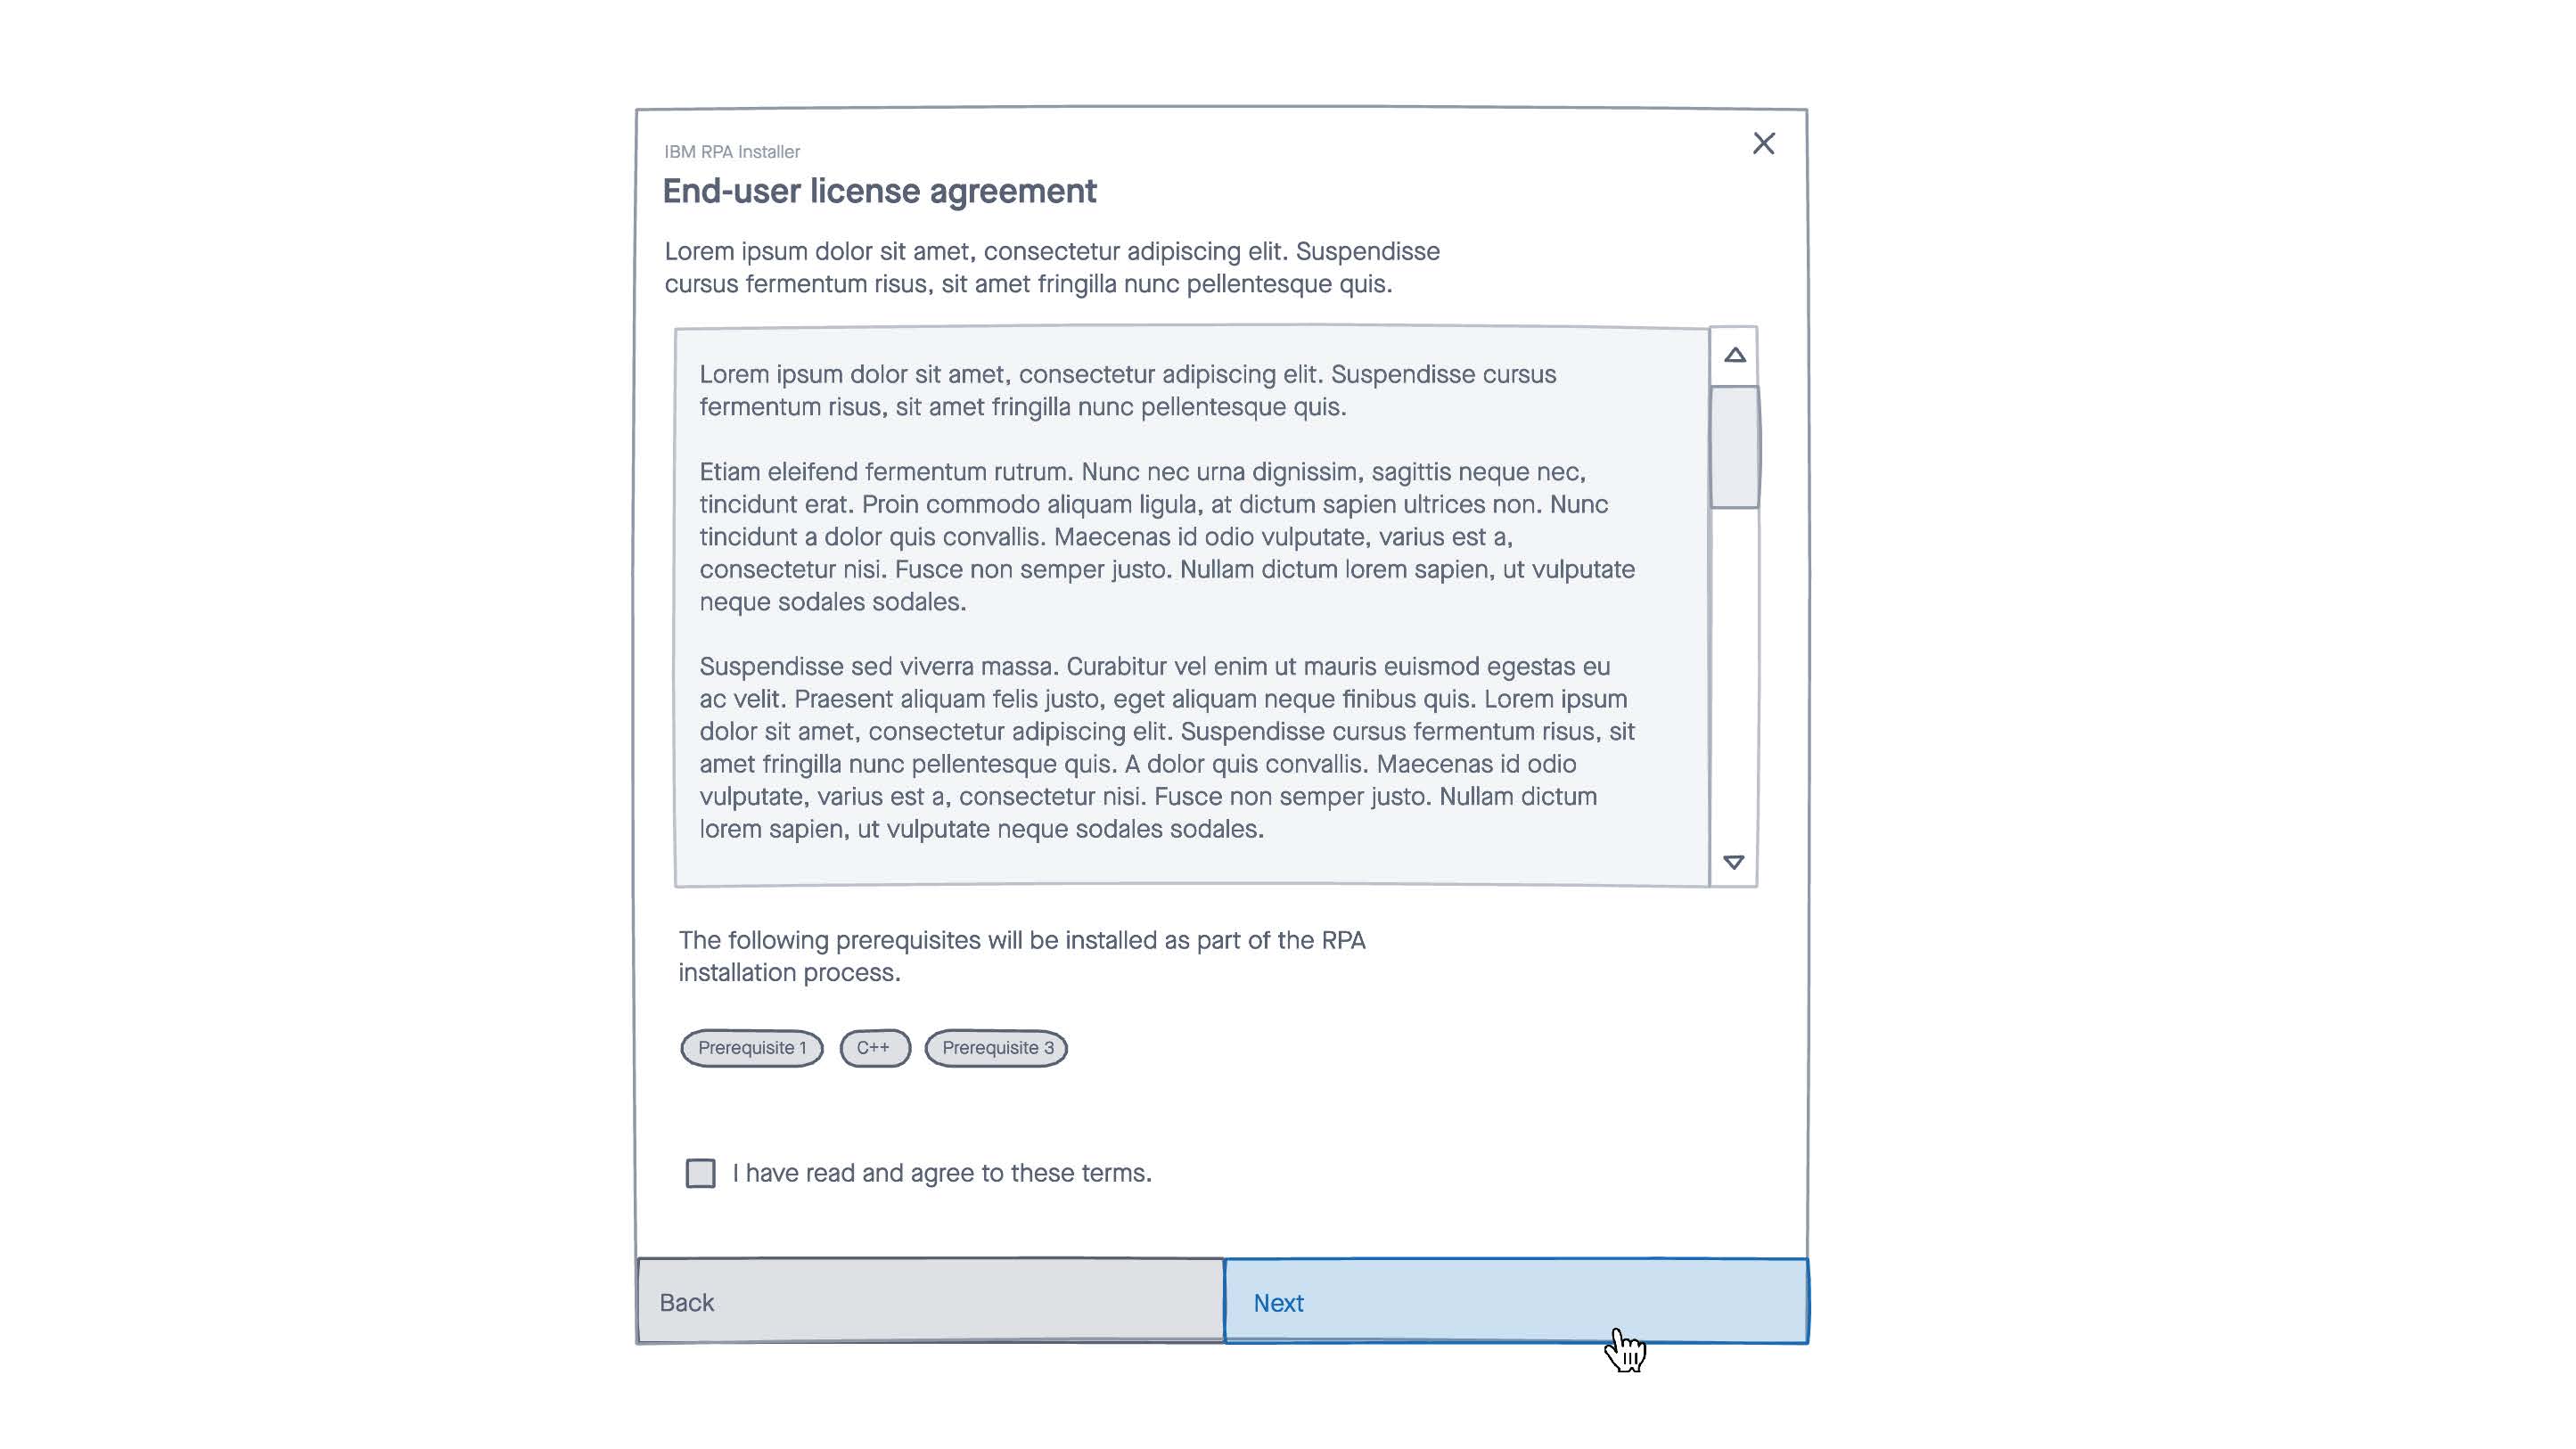 IBM RPA Installer
End-user license agreement
Lorem ipsum dolor sit amet, consectetur adipiscing elit. Suspendisse
cursus fermentum risus, sit amet fringilla nunc pellentesque quis.
Lorem ipsum dolor sit amet, consectetur adipiscing elit. Suspendisse cursus
fermentum risus, sit amet fringilla nunc pellentesque quis.
Etiam eleifend fermentum rutrum. Nunc nec urna dignissim, sagittis neque nec,
tincidunt erat. Proin commodo aliquam ligula, at dictum sapien ultrices non. Nunc
tincidunt a dolor quis convallis. Maecenas id odio vulputate, varius est a,
consectetur nisi. Fusce non semper justo. Nullam dictum lorem sapien, ut vulputate
neque sodales sodales.
Suspendisse sed viverra massa. Curabitur vel enim ut mauris euismod egestas eu
ac velit. Praesent aliquam felis justo, eget aliquam neque finibus quis. Lorem ipsum
dolor sit amet, consectetur adipiscing elit. Suspendisse cursus fermentum risus, sit
amet fringilla nunc pellentesque quis. A dolor quis convallis. Maecenas id odio
vulputate, varius est a, consectetur nisi. Fusce non semper justo. Nullam dictum
lorem sapien, ut vulputate neque sodales sodales.
The following prerequisites will be installed as part of the RPA
installation process.
Prerequisite 1 C++ Prerequisite 3
I have read and agree to these terms.
Back Next